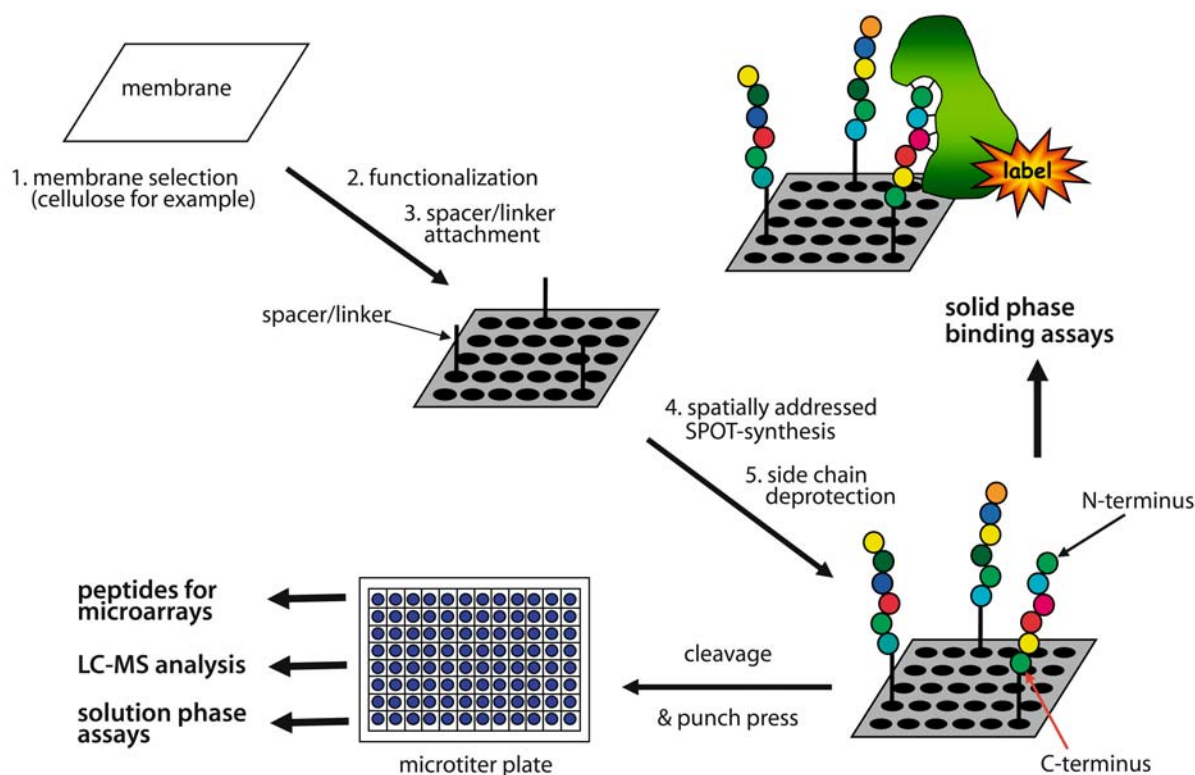 membrane
1. membrane selection
(cellulose for example)
2. functionalization
3. spacer/linker
attachment
spacer/linker
label
solid phase
binding assays
4. spatially addressed
SPOT-synthesis
5. side chain
deprotection
N-terminus
C-terminus
cleavage
& punch press
microtiter plate
peptides for
microarrays
LC-MS analysis
solution phase
assays